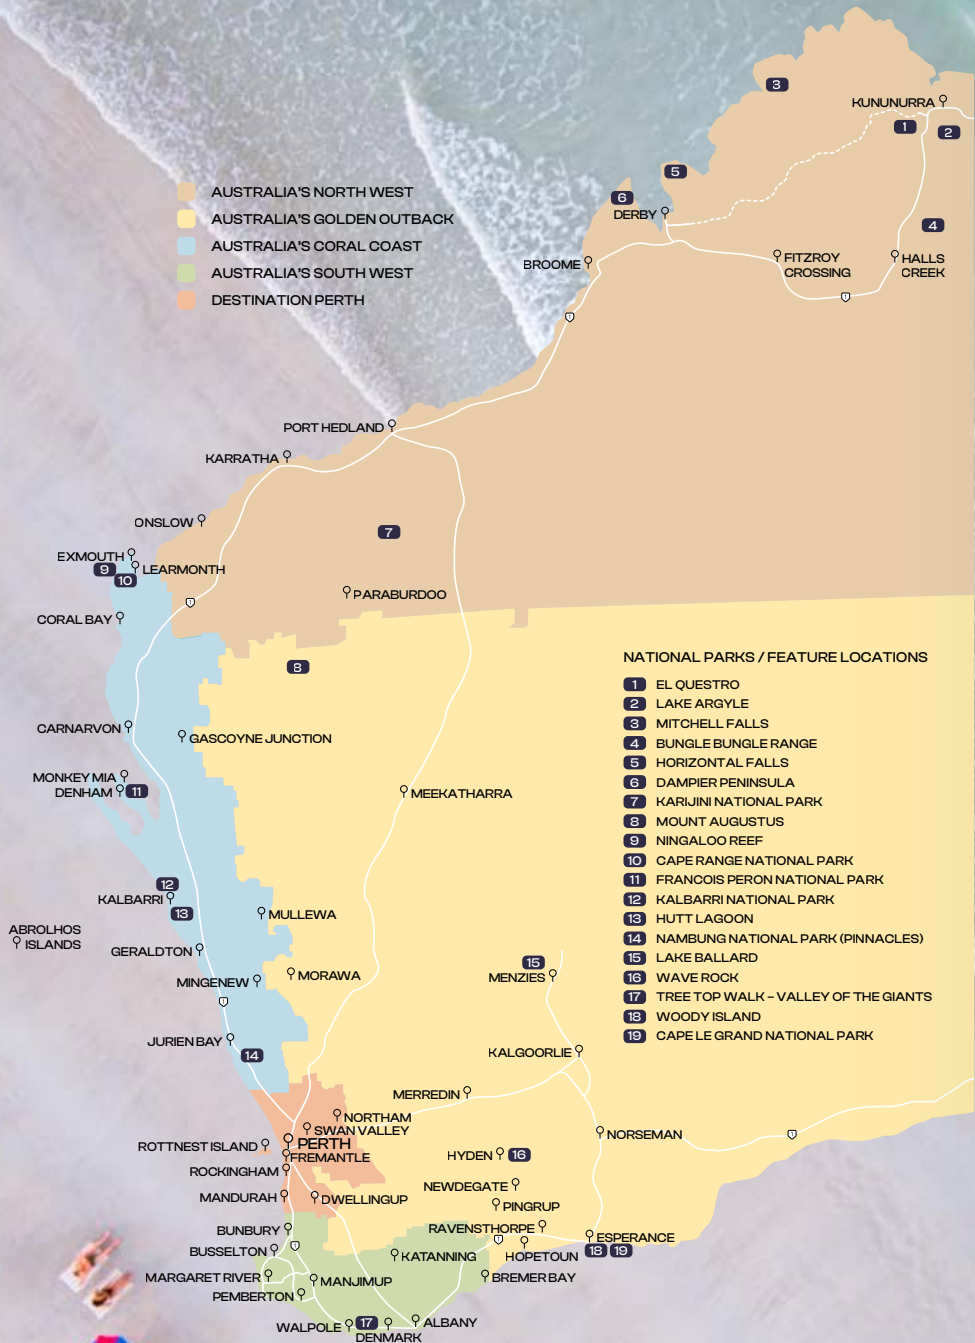 3
KUNUNURRA
1
2
5
6
DERBY
4
AUSTRALIA'S NORTH WEST
AUSTRALIA'S GOLDEN OUTBACK
AUSTRALIA'S CORAL COAST
AUSTRALIA'S SOUTH WEST
DESTINATION PERTH
BROOME
FITZROY
CROSSING
HALLS
CREEK
1
1
PORT HEDLAND
KARRATHA
ONSLOW
7
EXMOUTH
9
LEARMONTH
10
PARABURDOO
1
CORAL BAY
8
CARNARVON
GASCOYNE JUNCTION
MONKEY MIA
DENHAM
11
MEEKATHARRA
12
KALBARRI
13
MULLEWA
ABROLHOS
ISLANDS
GERALDTON
MINGENEW
MORAWA
15
MENZIES
1
JURIEN BAY
14
KALGOORLIE
MERREDIN
NORTHAM
SWAN VALLEY
PERTH
ROTTNEST ISLAND
FREMANTLE
ROCKINGHAM
NORSEMAN
1
HYDEN
16
NEWDEGATE
MANDURAH
DWELLINGUP
PINGRUP
BUNBURY
RAVENSTHORPE
1
ESPERANCE
18
19
BUSSELTON
1
KATANNING
HOPETOUN
MARGARET RIVER
MANJIMUP
BREMER BAY
PEMBERTON
WALPOLE
17
DENMARK
ALBANY
NATIONAL PARKS / FEATURE LOCATIONS
1 EL QUESTRO
2 LAKE ARGYLE
3 MITCHELL FALLS
4 BUNGLE BUNGLE RANGE
5 HORIZONTAL FALLS
6 DAMPIER PENINSULA
7 KARIJINI NATIONAL PARK
8 MOUNT AUGUSTUS
9 NINGALOO REEF
10 CAPE RANGE NATIONAL PARK
11 FRANCOIS PERON NATIONAL PARK
12 KALBARRI NATIONAL PARK
13 HUTT LAGOON
14 NAMBUNG NATIONAL PARK (PINNACLES)
15 LAKE BALLARD
16 WAVE ROCK
17 TREE TOP WALK – VALLEY OF THE GIANTS
18 WOODY ISLAND
19 CAPE LE GRAND NATIONAL PARK